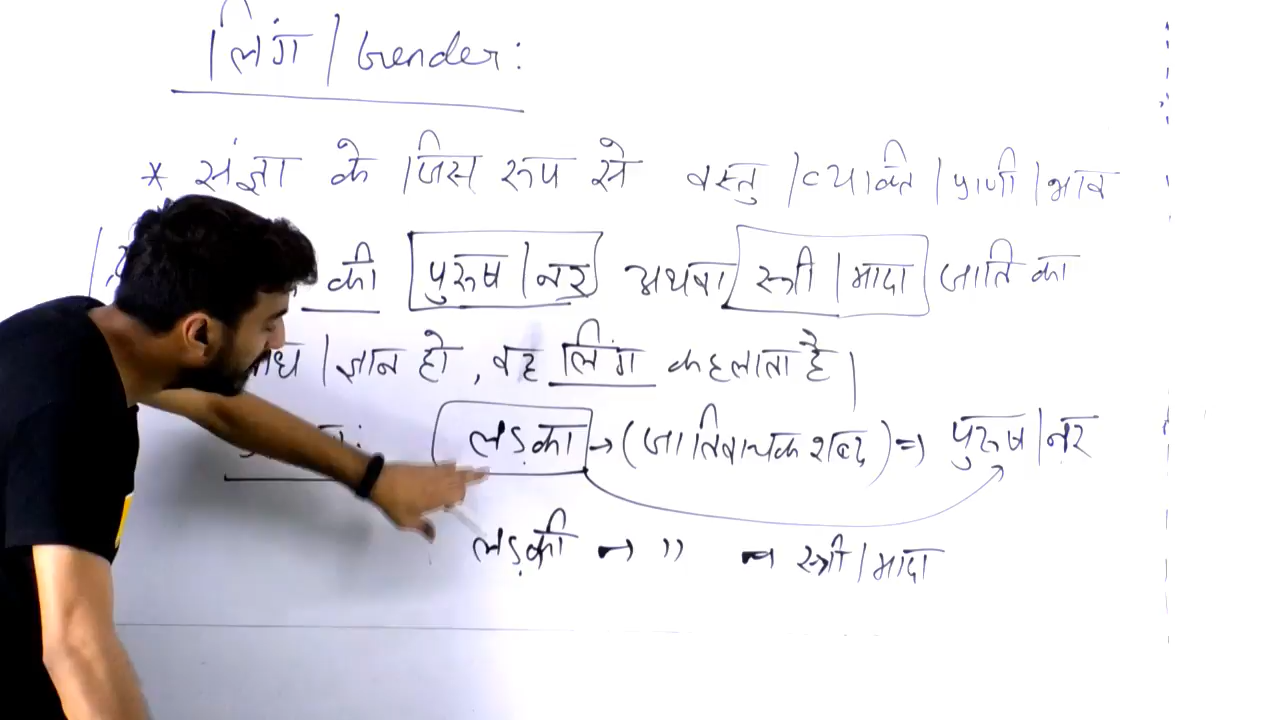 लिंग | Gender:
* संज्ञा के जिस रूप से वस्तु | व्यक्ति | प्राणी | भाव
की पुरुष | नर अथवा स्त्री | मादा जाति का
| ज्ञान हो, वह लिंग कहलाता है |
लड़का → (जातिवाचक शब्द) => पुरुष | नर
लड़की → " → स्त्री | मादा